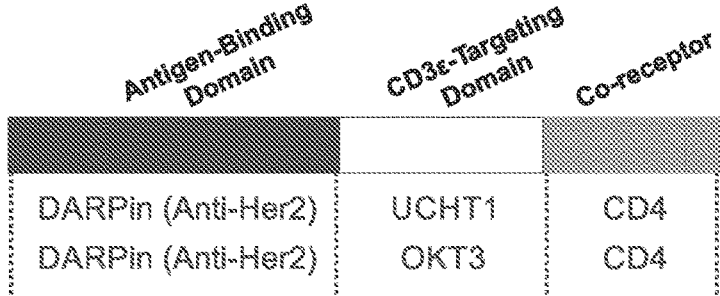 Antigen-Binding
Domain
CD3ε-Targeting
Domain
Co-receptor
DARPin (Anti-Her2) UCHT1 CD4
DARPin (Anti-Her2) OKT3 CD4